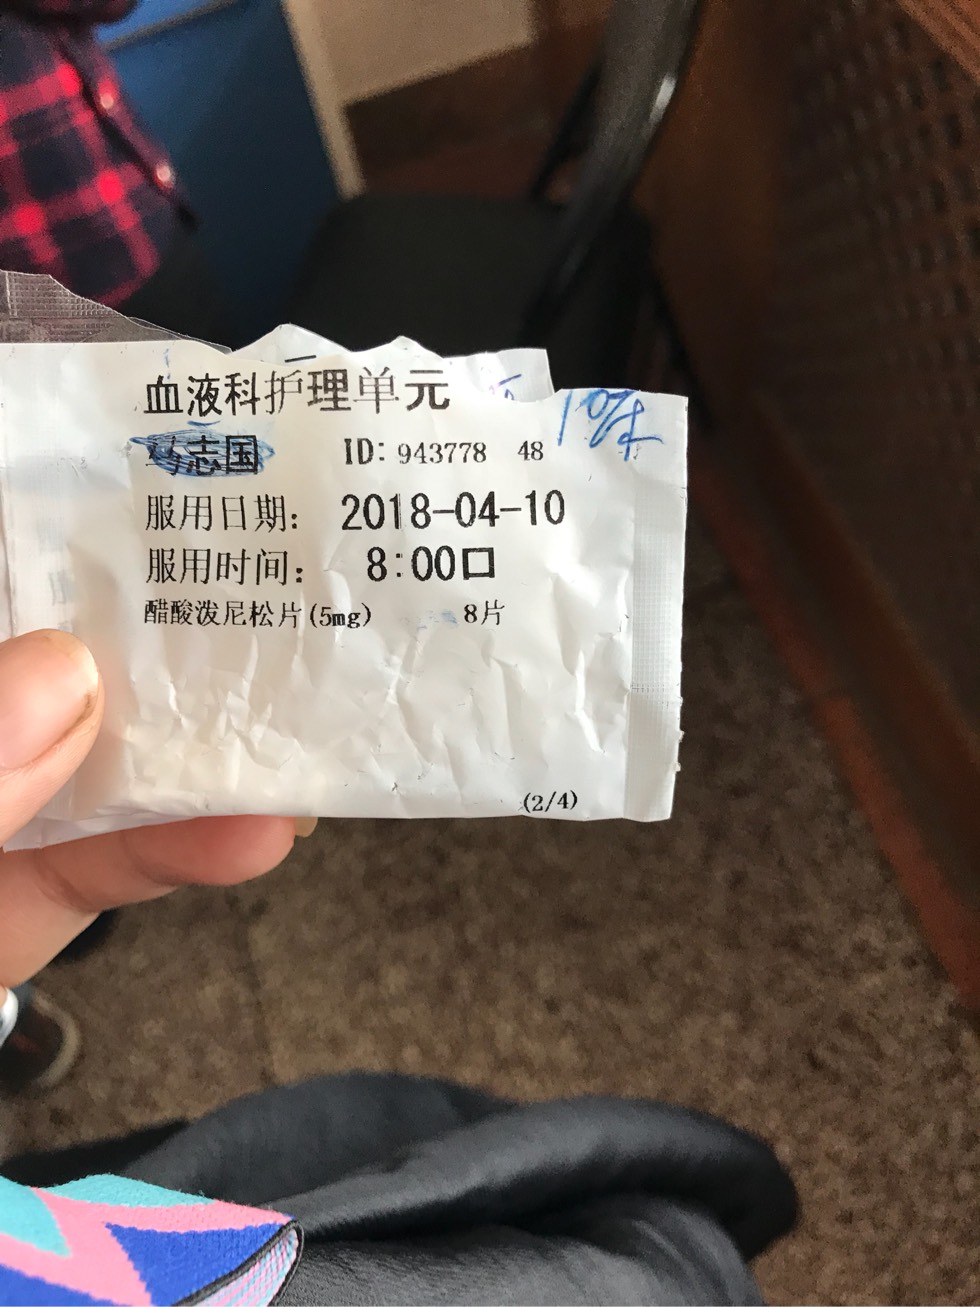 血液科护理单元
志国 ID: 943778 48
服用日期： 2018-04-10
服用时间： 8:00口
醋酸泼尼松片(5mg) 8片
(2/4)